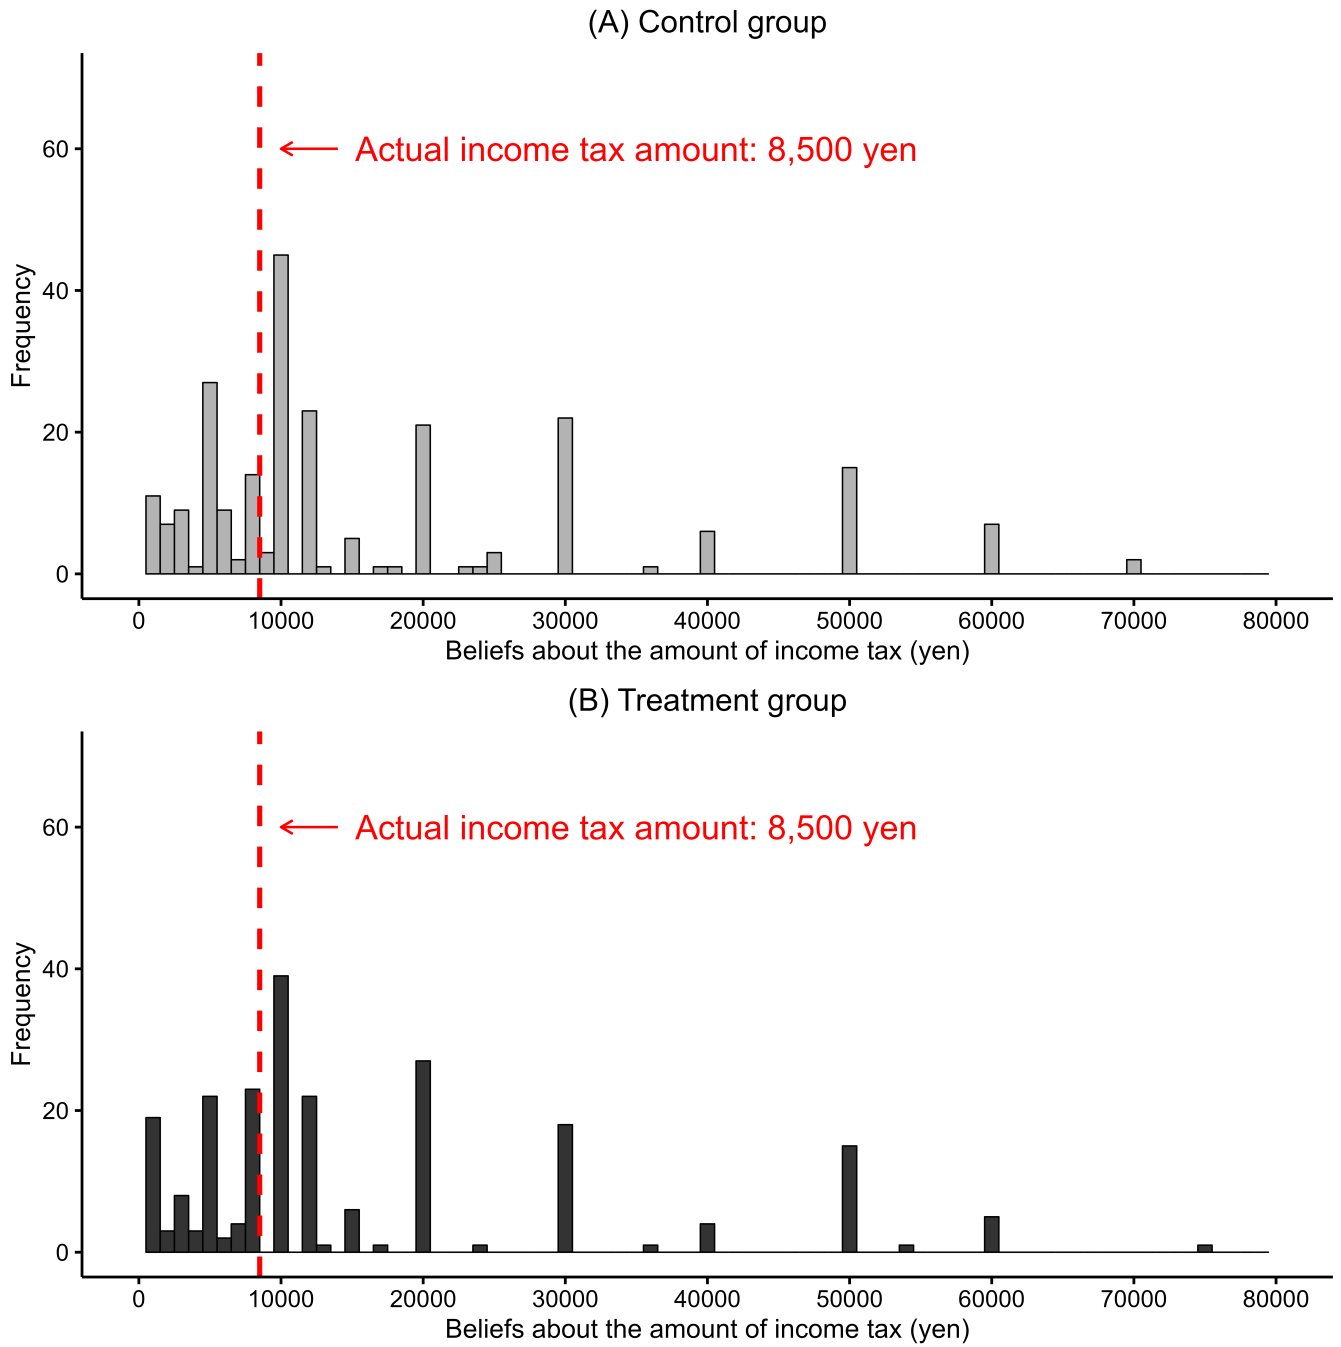 (A) Control group
60
Actual income tax amount: 8,500 yen
40
Frequency
20
0
0 10000 20000 30000 40000 50000 60000 70000 80000
Beliefs about the amount of income tax (yen)
(B) Treatment group
60
Actual income tax amount: 8,500 yen
40
Frequency
20
0
0 10000 20000 30000 40000 50000 60000 70000 80000
Beliefs about the amount of income tax (yen)